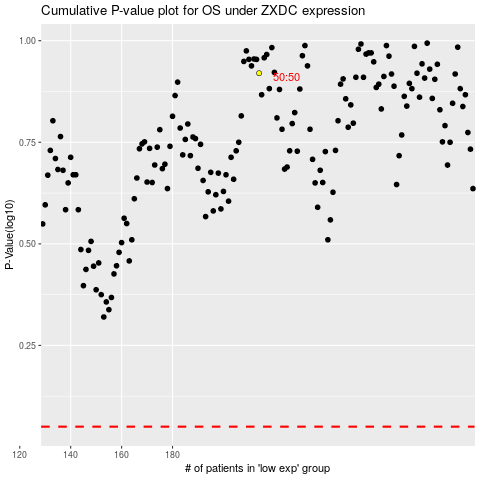 Cumulative P-value plot for OS under ZXDC expression
P-Value(log10)
1.00
0.75
0.50
0.25
50:50
120 140 160 180
# of patients in 'low exp' group